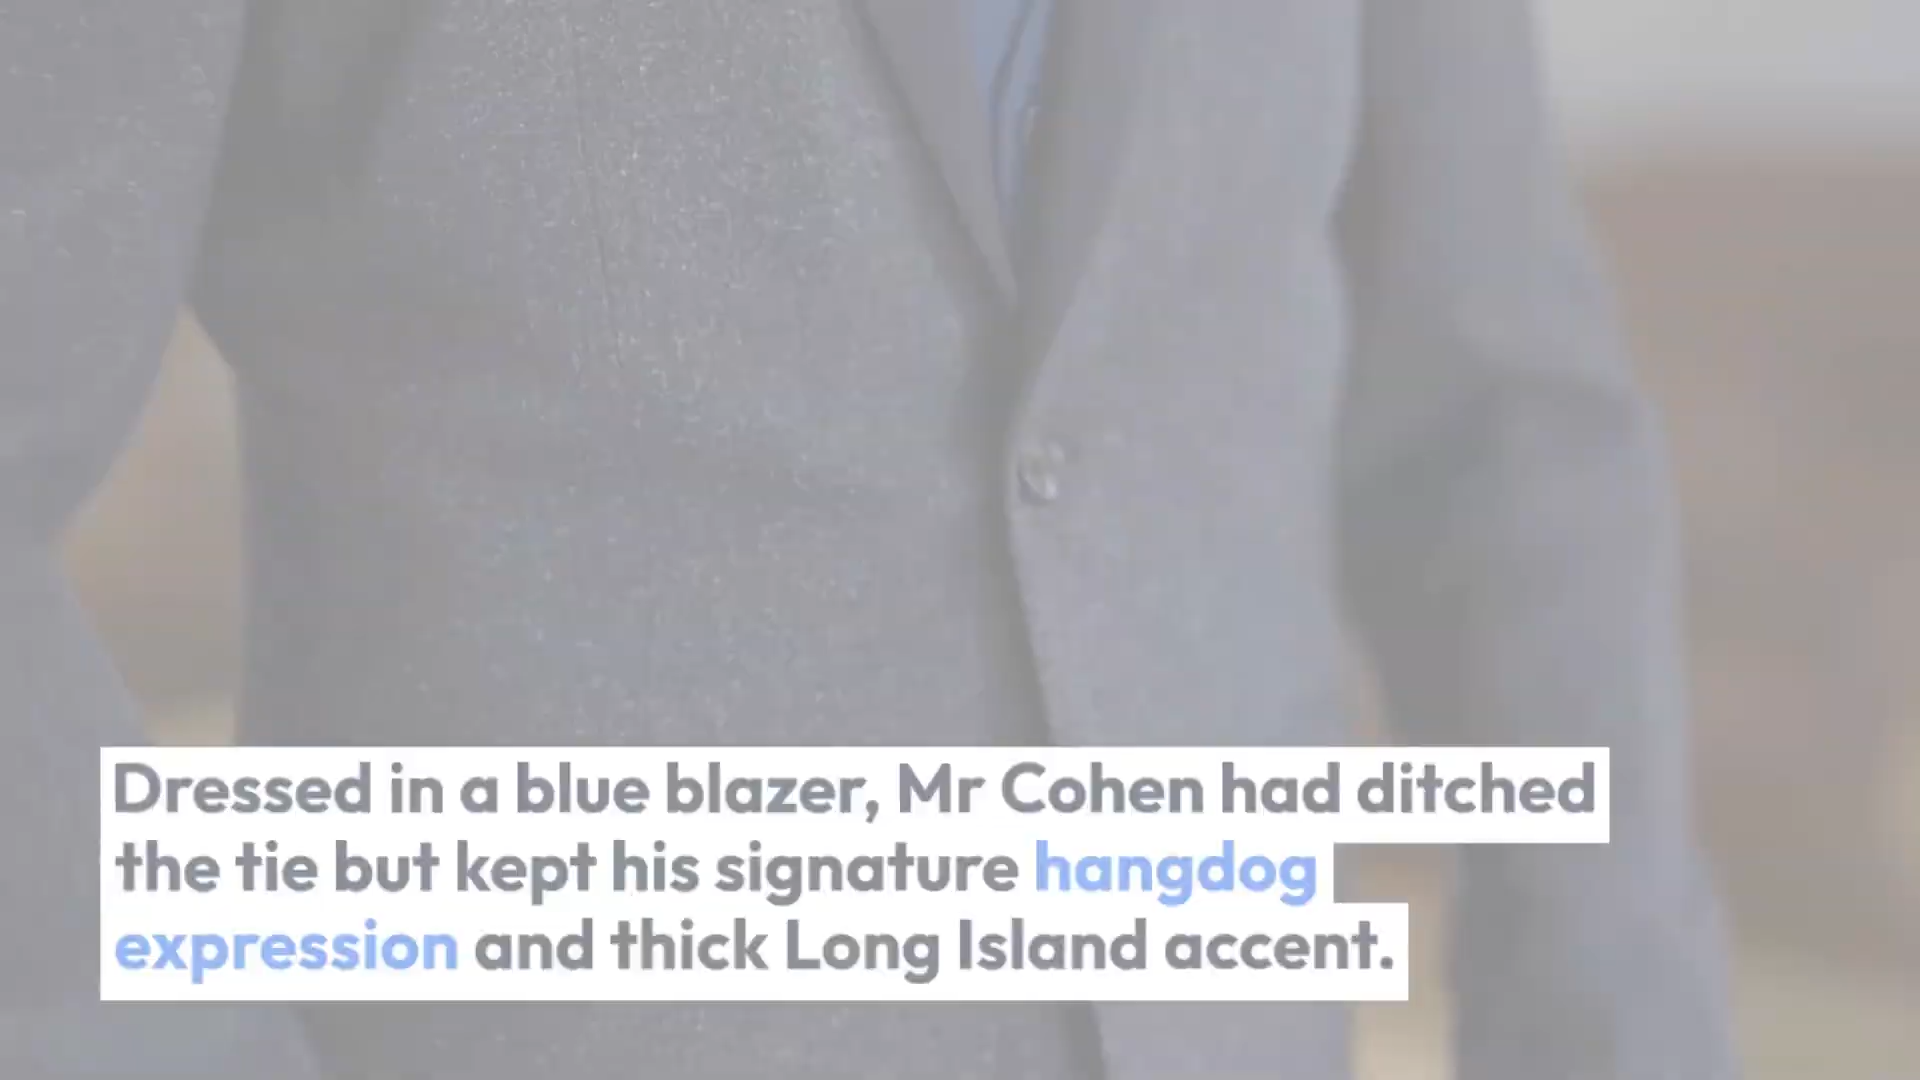 Dressed in a blue blazer, Mr Cohen had ditched
the tie but kept his signature hangdog
expression and thick Long Island accent.